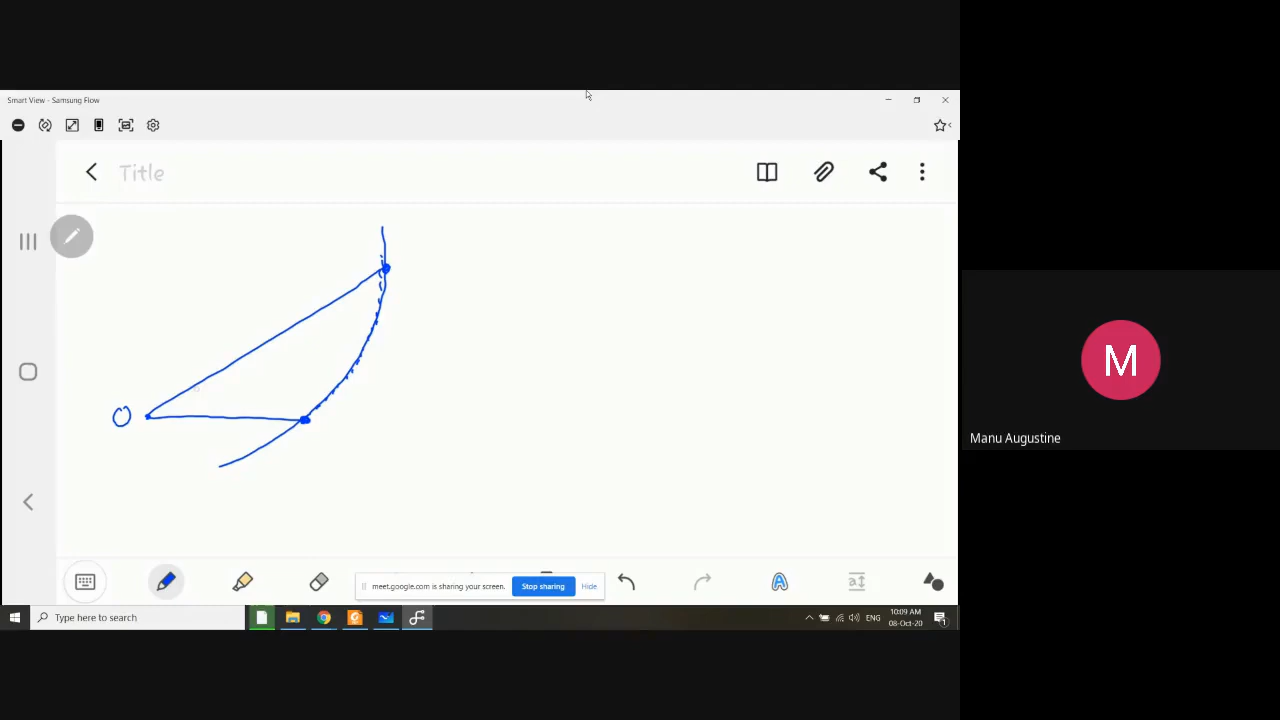 Smart View - Samsung Flow
Title
O
M
Manu Augustine
meet.google.com is sharing your screen.
Stop sharing
Hide
A
a
Type here to search
ENG
10:09 AM
08-Oct-20
1